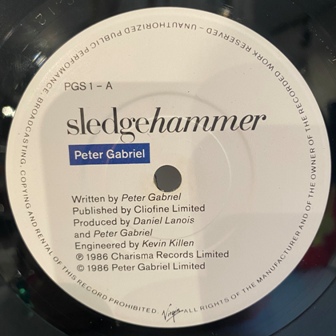 UNAUTHORIZED PUBLIC PERFOMANCE, BROADCASTING, COPYING AND RENTAL OF THIS RECORD PROHIBITED. ALL RIGHTS OF THE MANUFACTURER AND OF THE OWNER OF THE RECORDED WORK RESERVED -
PGS 1 - A
sledgehammer
Peter Gabriel
Written by Peter Gabriel
Published by Cliofine Limited
Produced by Daniel Lanois
and Peter Gabriel
Engineered by Kevin Killen
℗ 1986 Charisma Records Limited
© 1986 Peter Gabriel Limited
Virgin